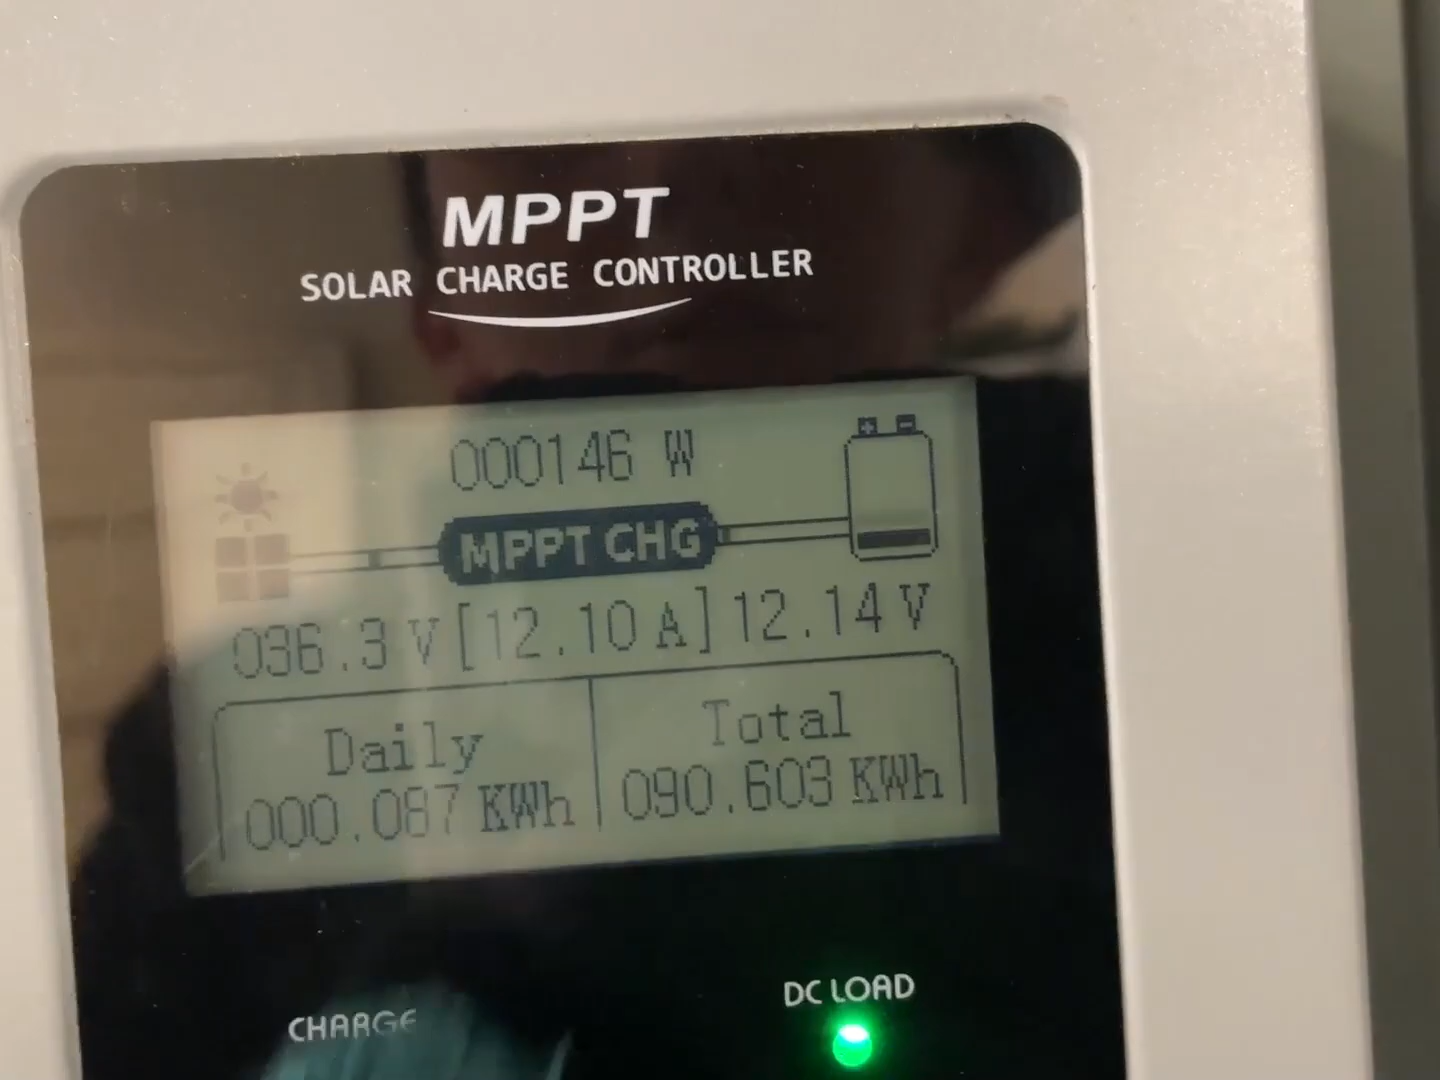 MPPT
SOLAR CHARGE CONTROLLER
000146 W
MPPT CHG
036.3 V [12.10 A] 12.14 V
Daily
000.087 KWh
Total
090.603 KWh
DC LOAD
CHARGE